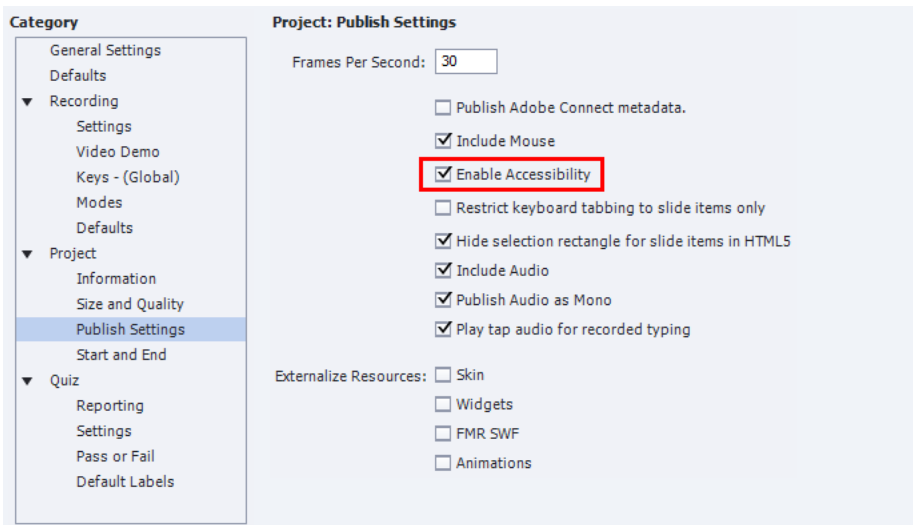 Category
General Settings
Defaults
Recording
Settings
Video Demo
Keys - (Global)
Modes
Defaults
Project
Information
Size and Quality
Publish Settings
Start and End
Quiz
Reporting
Settings
Pass or Fail
Default Labels
Project: Publish Settings
Frames Per Second: 30
Publish Adobe Connect metadata.
Include Mouse
Enable Accessibility
Restrict keyboard tabbing to slide items only
Hide selection rectangle for slide items in HTML5
Include Audio
Publish Audio as Mono
Play tap audio for recorded typing
Externalize Resources: Skin
Widgets
FMR SWF
Animations